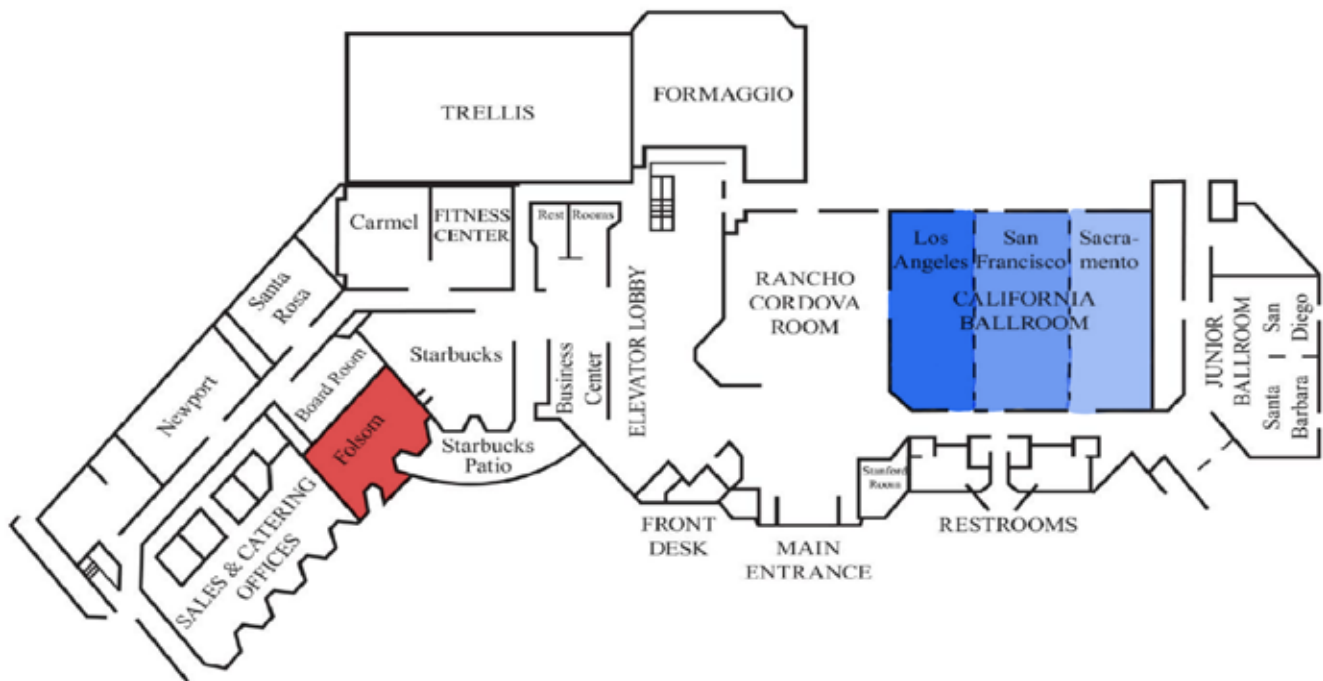 FORMAGGIO
TRELLIS
Carmel
FITNESS
CENTER
Rest Rooms
Los
Angeles
San
Francisco
Sacra-
mento
CALIFORNIA
BALLROOM
RANCHO
CORDOVA
ROOM
ELEVATOR LOBBY
Santa
Rosa
Newport
Board Room
Starbucks
Business
Center
Folsom
Starbucks
Patio
JUNIOR
BALLROOM
San
Diego
Santa
Barbara
SALES & CATERING
OFFICES
Stanford
Room
FRONT
DESK
MAIN
ENTRANCE
RESTROOMS